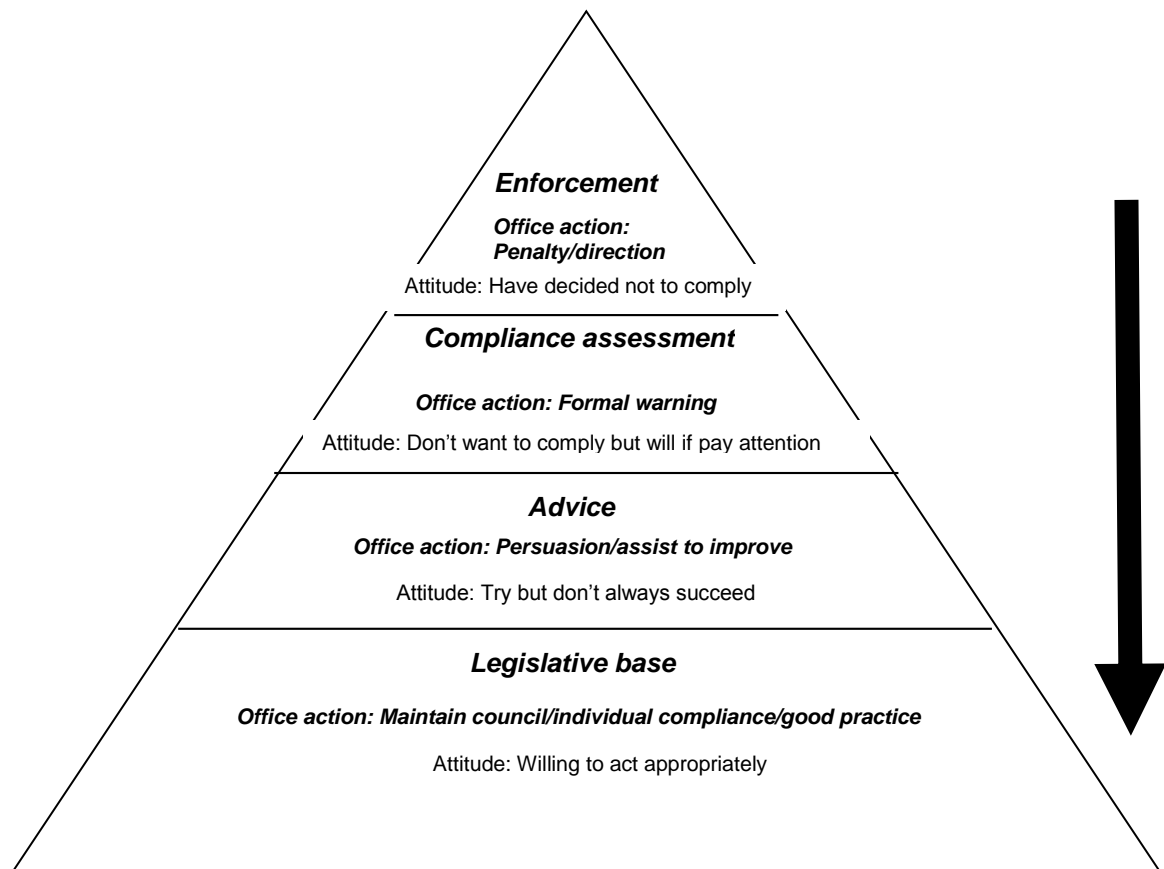 Enforcement
Office action:
Penalty/direction
Attitude: Have decided not to comply
Compliance assessment
Office action: Formal warning
Attitude: Don’t want to comply but will if pay attention
Advice
Office action: Persuasion/assist to improve
Attitude: Try but don’t always succeed
Legislative base
Office action: Maintain council/individual compliance/good practice
Attitude: Willing to act appropriately